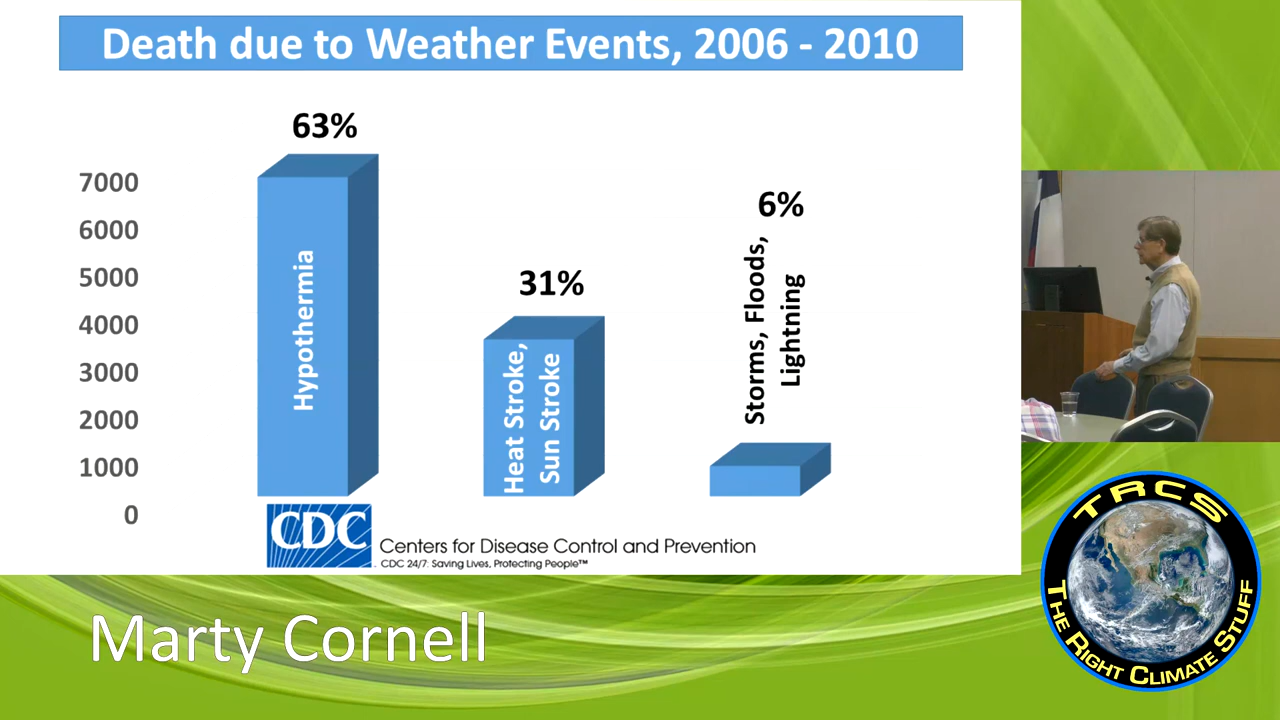 Death due to Weather Events, 2006 - 2010
63%
7000
6%
6000
5000
31%
4000
3000
2000
1000
0
Hypothermia
Heat Stroke,
Sun Stroke
Storms, Floods,
Lightning
CDC
Centers for Disease Control and Prevention
CDC 24/7. Saving Lives, Protecting People™
Marty Cornell
TRCS
THE RIGHT CLIMATE STUFF